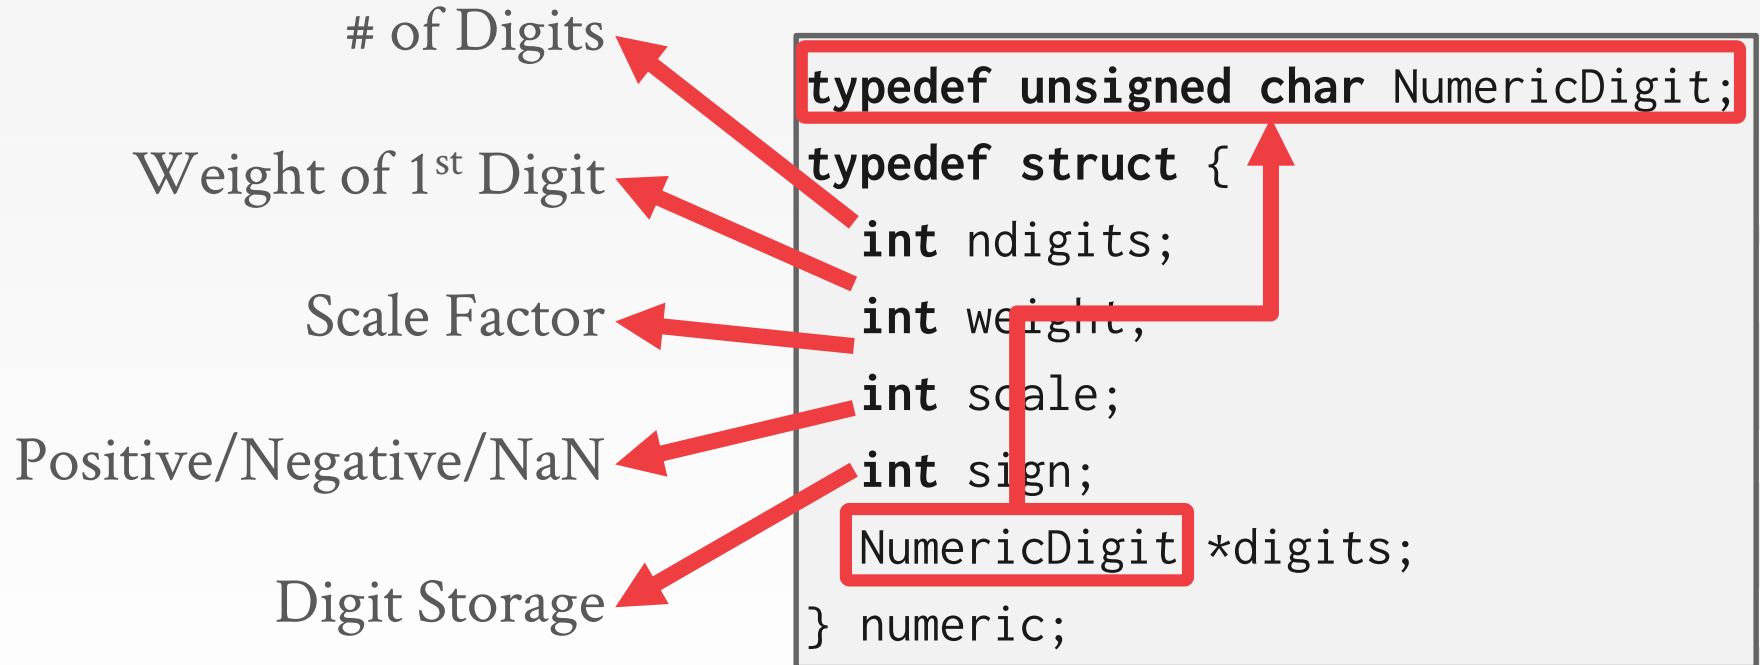 # of Digits
Weight of 1st Digit
Scale Factor
Positive/Negative/NaN
Digit Storage
typedef unsigned char NumericDigit;
typedef struct {
int ndigits;
int weight;
int scale;
int sign;
NumericDigit *digits;
} numeric;